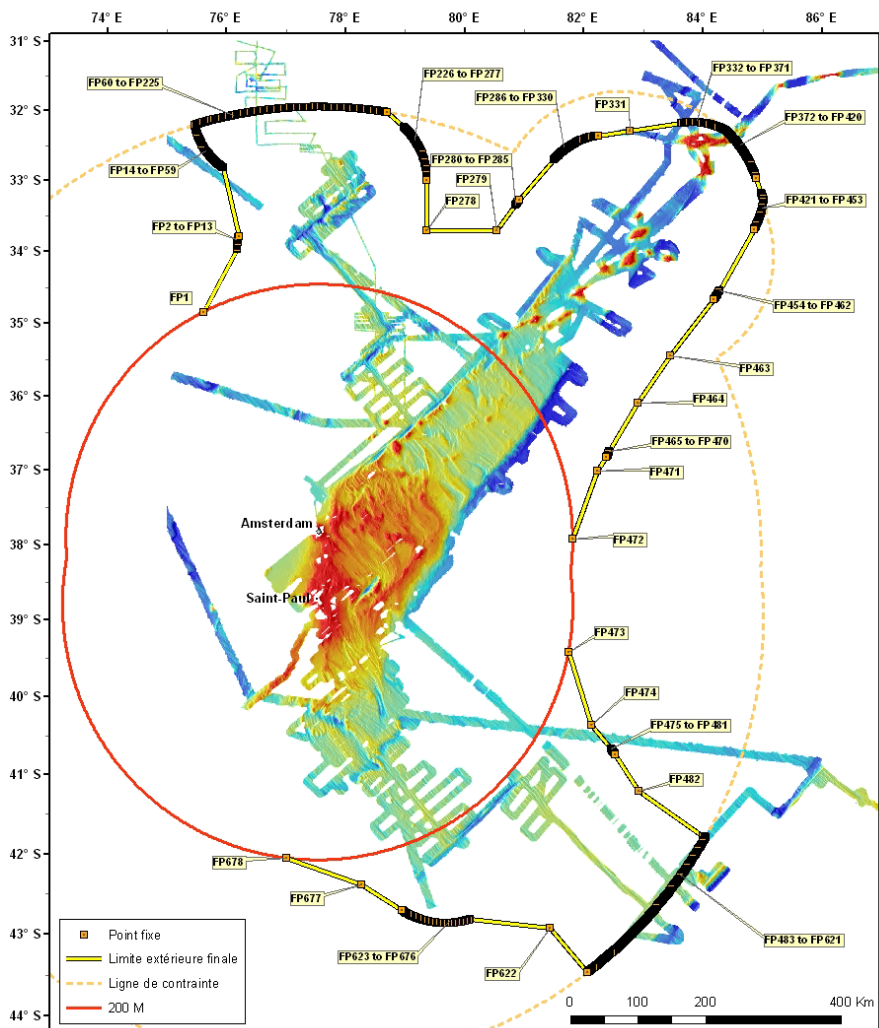 74° E 76° E 78° E 80° E 82° E 84° E 86° E
31° S
32° S
33° S
34° S
35° S
36° S
37° S
38° S
39° S
40° S
41° S
42° S
43° S
44° S
FP60 to FP225
FP226 to FP277
FP332 to FP371
FP286 to FP330
FP331
FP372 to FP420
FP14 to FP59
FP280 to FP285
FP279
FP278
FP421 to FP453
FP2 to FP13
FP1
FP454 to FP462
FP463
FP464
FP465 to FP470
FP471
Amsterdam
FP472
Saint-Paul
FP473
FP474
FP475 to FP481
FP482
FP678
FP677
FP483 to FP621
FP623 to FP676
FP622
Point fixe
Limite extérieure finale
Ligne de contrainte
200 M
0 100 200 400 Km